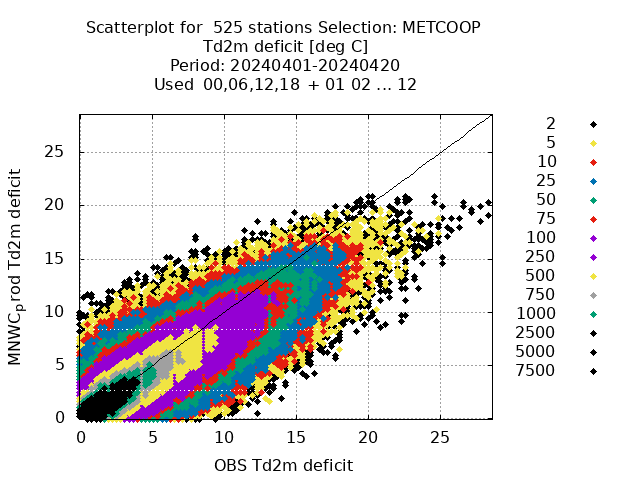 Scatterplot for 525 stations Selection: METCOOP
Td2m deficit [deg C]
Period: 20240401-20240420
Used 00,06,12,18 + 01 02 ... 12
MNWCprod Td2m deficit
25
20
15
10
5
0
0 5 10 15 20 25
OBS Td2m deficit
2
5
10
25
50
75
100
250
500
750
1000
2500
5000
7500